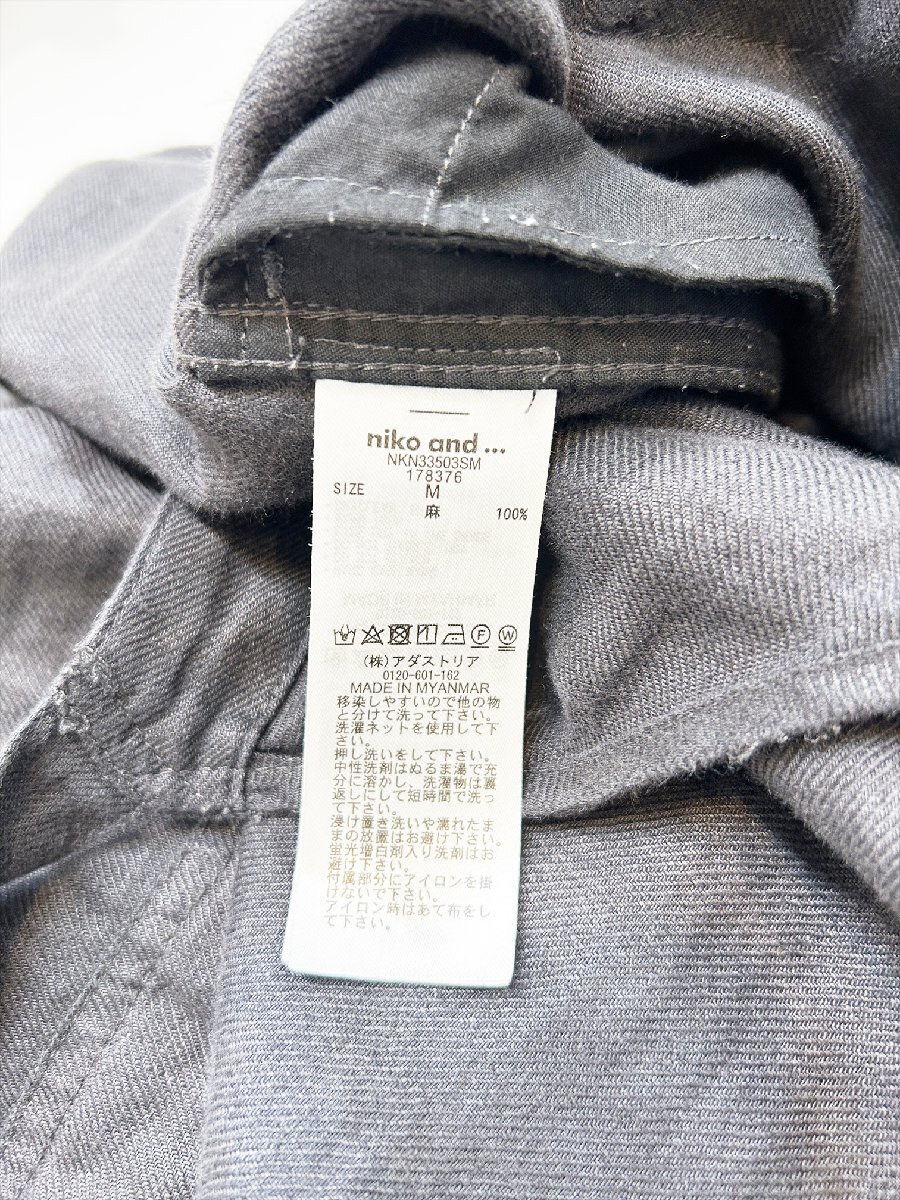 niko and ...
NKN33503SM
178376
SIZE M
麻 100%
F W
(株)アダストリア
0120-601-162
MADE IN MYANMAR
移染しやすいので他の物
と分けて洗って下さい。
洗濯ネットを使用して下
さい。
押し洗いをして下さい。
中性洗剤はぬるま湯で充
分に溶かし、洗濯物は裏
返しにして短時間で洗っ
て下さい。
浸け置き洗いや濡れたま
まの放置はお避け下さい。
蛍光増白剤入り洗剤はお
避け下さい。
付属部分にアイロンを掛
けないで下さい。
アイロン時はあて布をし
て下さい。